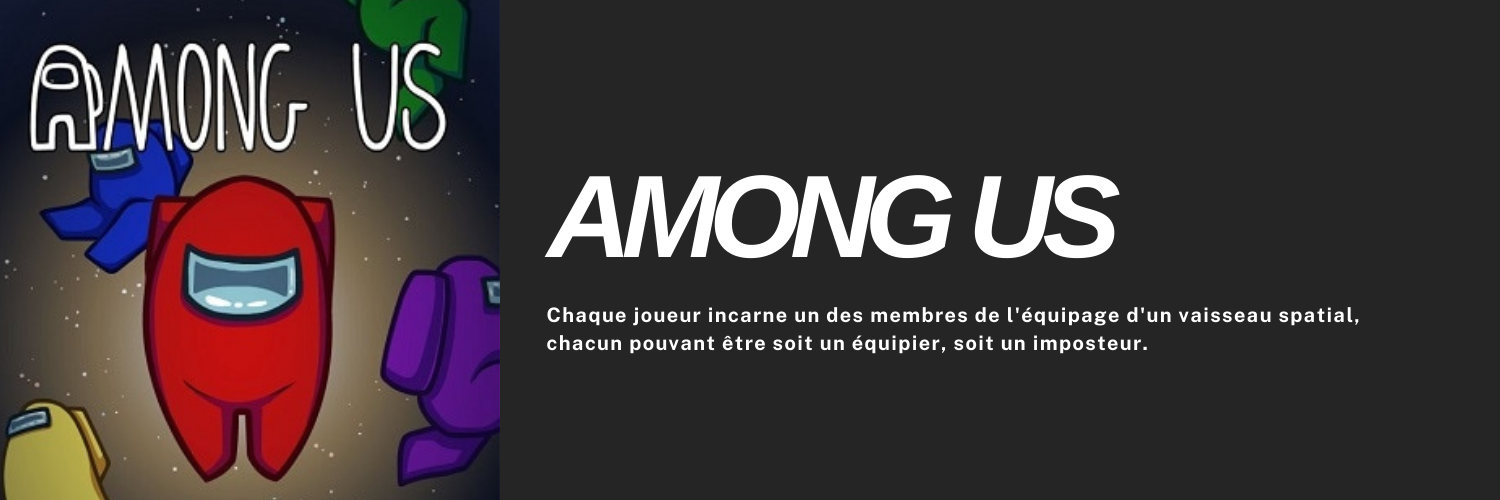 AMONG US
AMONG US
Chaque joueur incarne un des membres de l'équipage d'un vaisseau spatial,
chacun pouvant être soit un équipier, soit un imposteur.